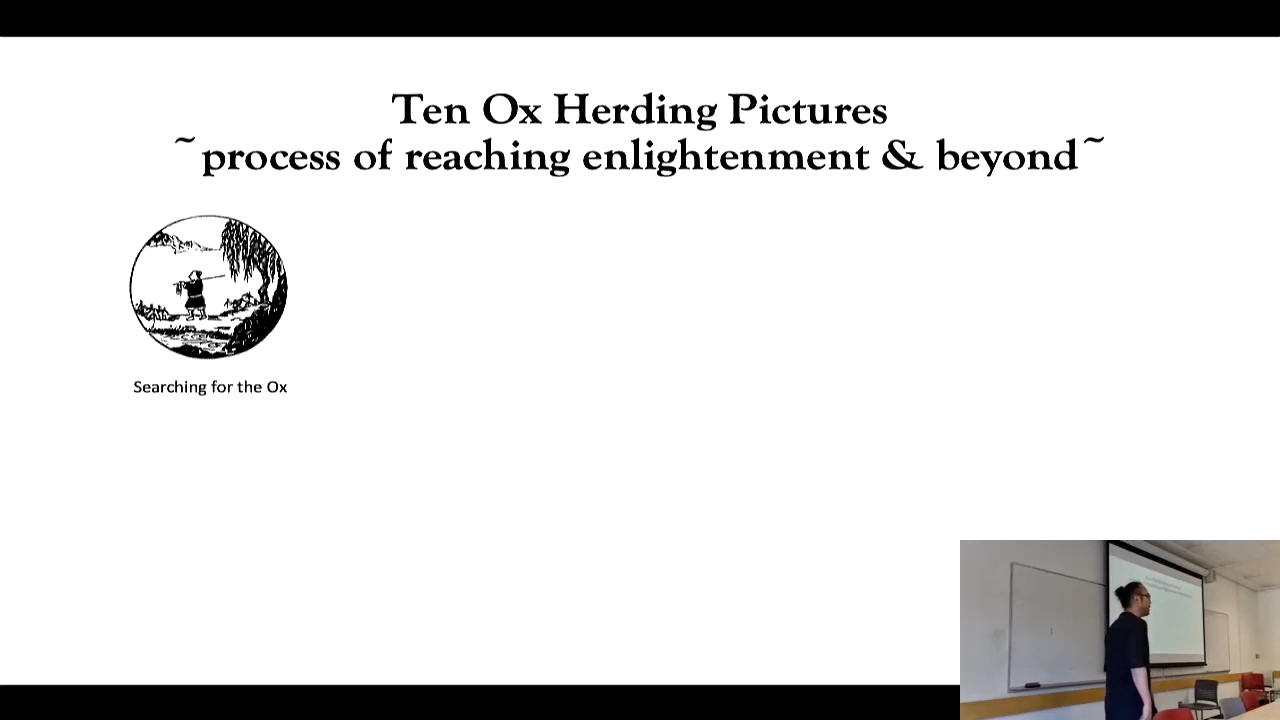 Ten Ox Herding Pictures
~process of reaching enlightenment & beyond~
Searching for the Ox